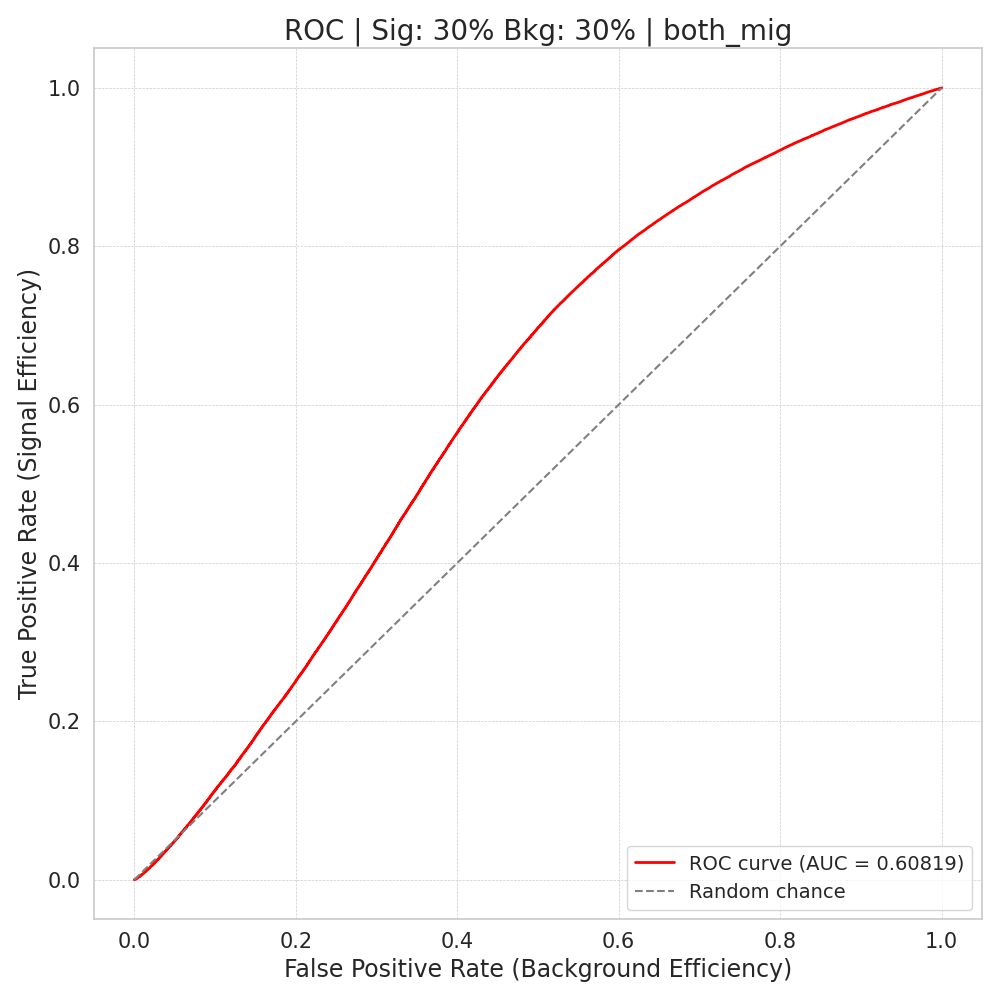 ROC | Sig: 30% Bkg: 30% | both_mig
True Positive Rate (Signal Efficiency)
1.0
0.8
0.6
0.4
0.2
0.0
ROC curve (AUC = 0.60819)
Random chance
0.0 0.2 0.4 0.6 0.8 1.0
False Positive Rate (Background Efficiency)